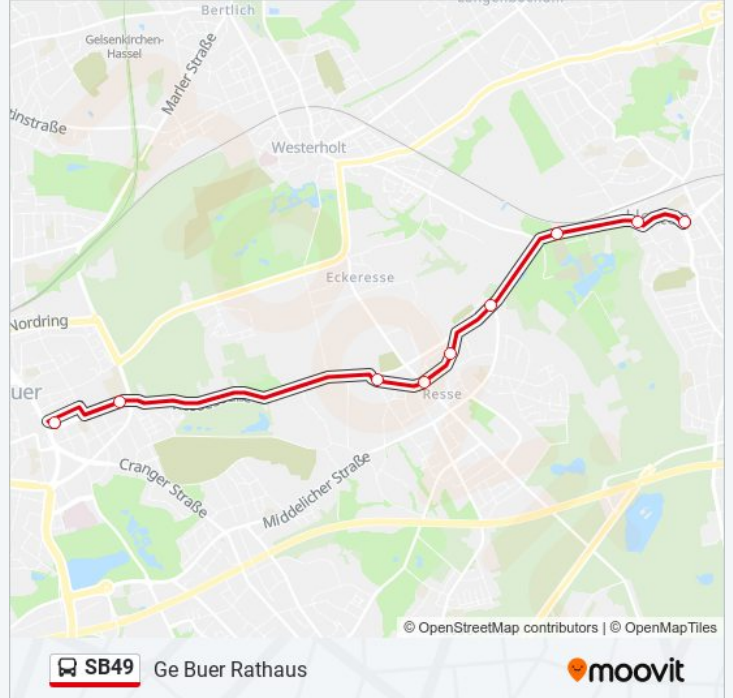 Bertlich
Gelsenkirchen-
Hassel
Marler Straße
Westerholt
Eckeresse
Nordring
uer
Resse
Cranger Straße
Middelicher Straße
© OpenStreetMap contributors | © OpenMapTiles
SB49 Ge Buer Rathaus
moovit